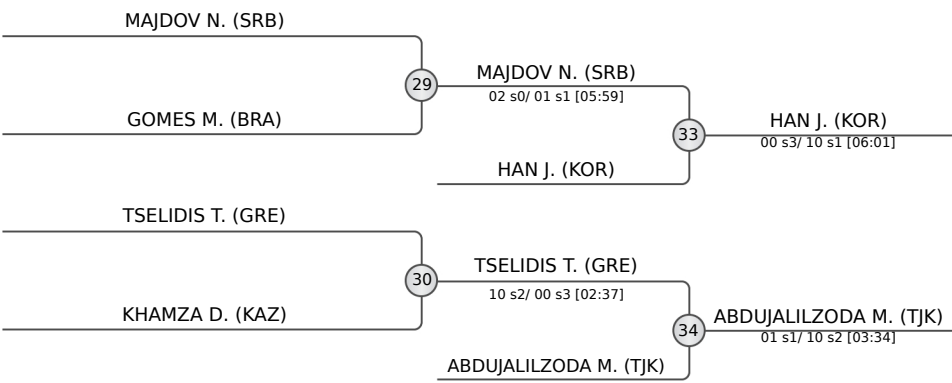 MAJDOV N. (SRB)
29
MAJDOV N. (SRB)
02 s0/ 01 s1 [05:59]
GOMES M. (BRA)
33
HAN J. (KOR)
00 s3/ 10 s1 [06:01]
HAN J. (KOR)
TSELIDIS T. (GRE)
30
TSELIDIS T. (GRE)
10 s2/ 00 s3 [02:37]
KHAMZA D. (KAZ)
34
ABDUJALILZODA M. (TJK)
01 s1/ 10 s2 [03:34]
ABDUJALILZODA M. (TJK)